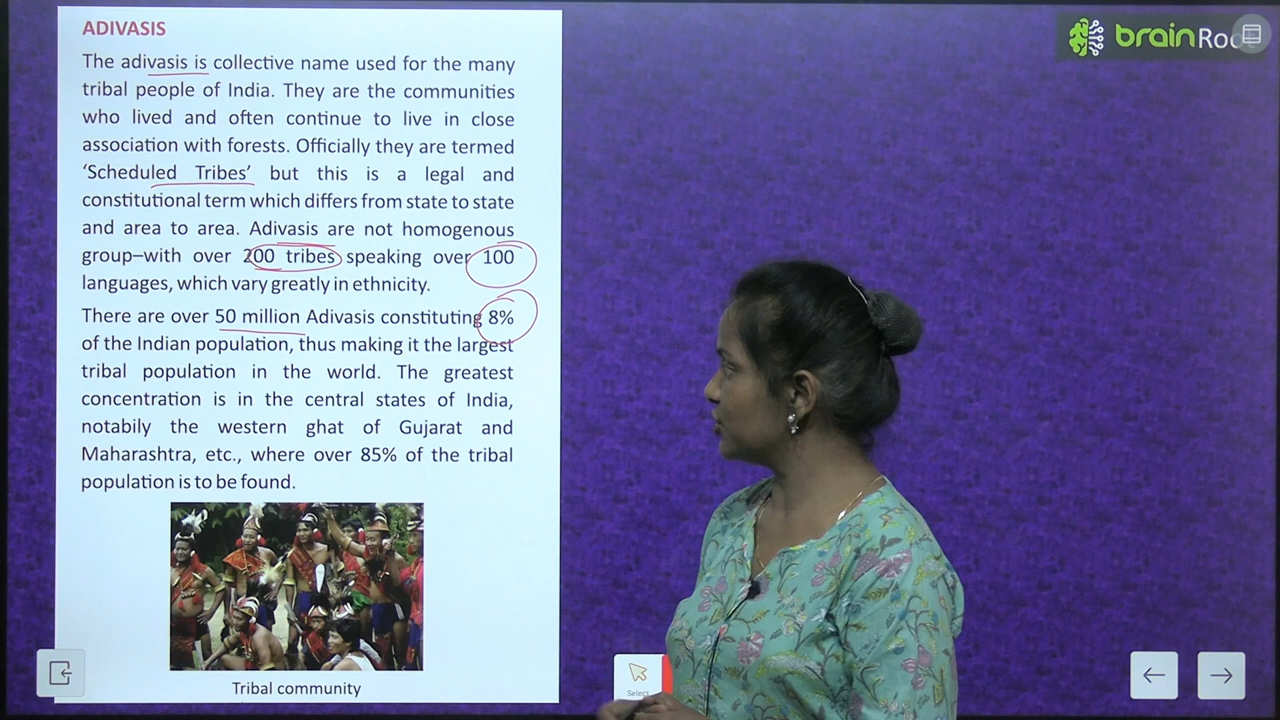 ADIVASIS
The adivasis is collective name used for the many
tribal people of India. They are the communities
who lived and often continue to live in close
association with forests. Officially they are termed
‘Scheduled Tribes’ but this is a legal and
constitutional term which differs from state to state
and area to area. Adivasis are not homogenous
group–with over 200 tribes speaking over 100
languages, which vary greatly in ethnicity.
There are over 50 million Adivasis constituting 8%
of the Indian population, thus making it the largest
tribal population in the world. The greatest
concentration is in the central states of India,
notabily the western ghat of Gujarat and
Maharashtra, etc., where over 85% of the tribal
population is to be found.
Tribal community
brainRoot
Select